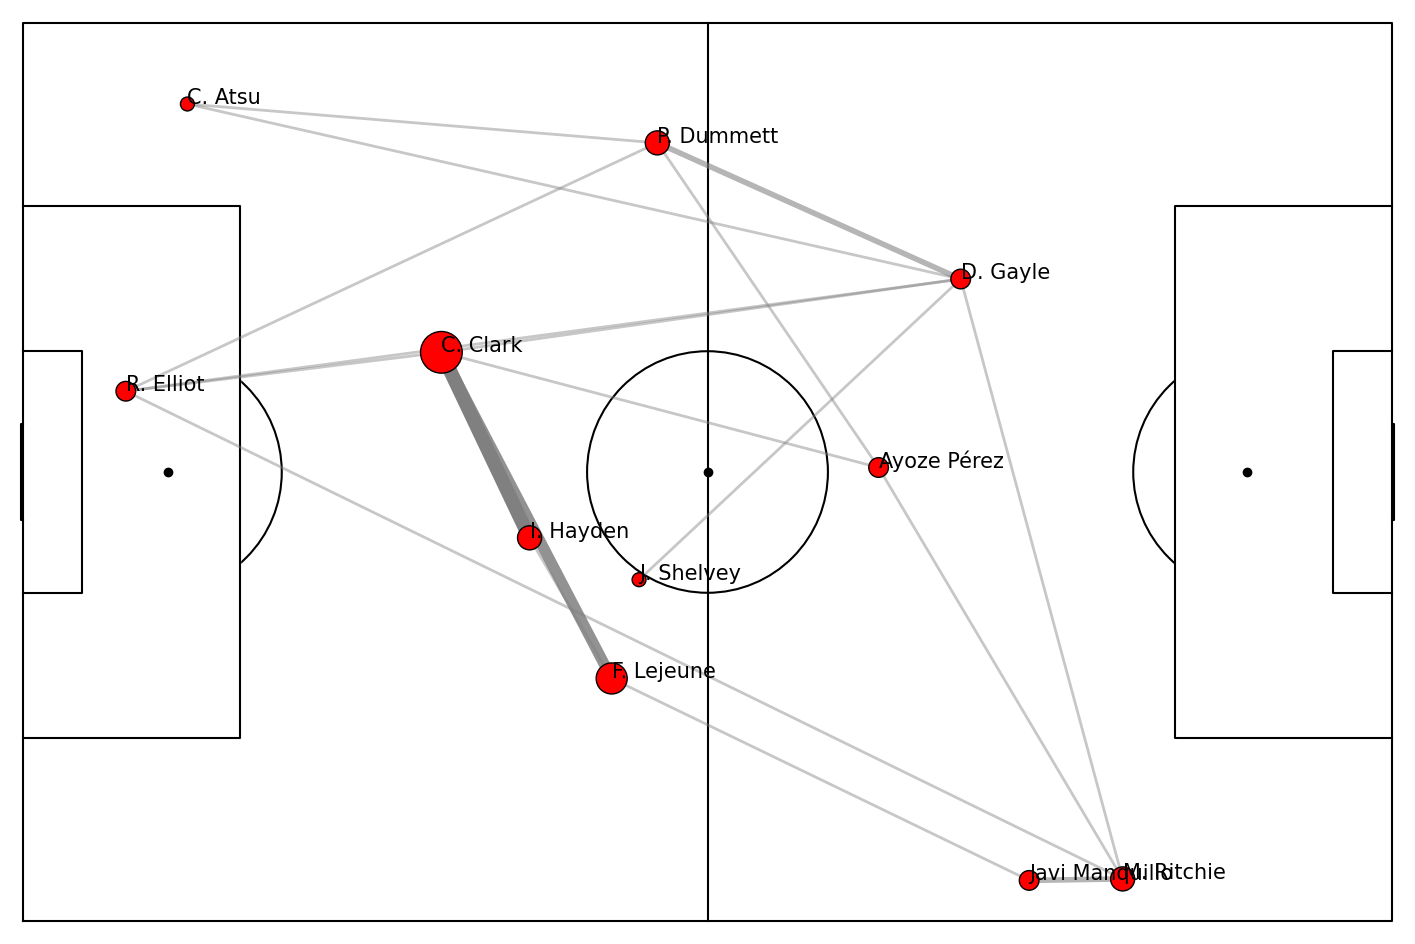 C. Atsu
P. Dummett
D. Gayle
C. Clark
R. Elliot
Ayoze Pérez
I. Hayden
J. Shelvey
F. Lejeune
Javi Manquillo
M. Ritchie